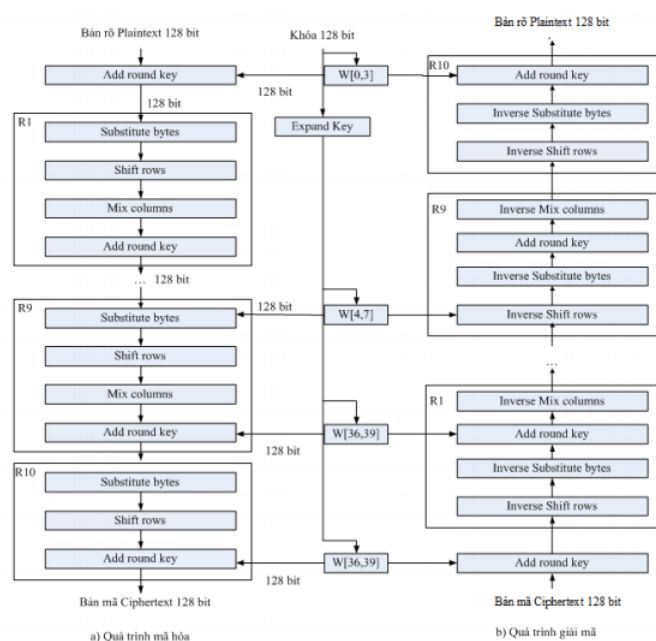 Bản rõ Plaintext 128 bit
Add round key
128 bit
R1
Substitute bytes
Shift rows
Mix columns
Add round key
...
128 bit
R9
Substitute bytes
Shift rows
Mix columns
Add round key
R10
Substitute bytes
Shift rows
Add round key
Bản mã Ciphertext 128 bit
a) Quá trình mã hóa
Khóa 128 bit
128 bit
W[0,3]
Expand Key
128 bit
W[4,7]
W[36,39]
128 bit
W[36,39]
128 bit
Bản rõ Plaintext 128 bit
...
R10
Add round key
Inverse Substitute bytes
Inverse Shift rows
R9
Inverse Mix columns
Add round key
Inverse Substitute bytes
Inverse Shift rows
...
R1
Inverse Mix columns
Add round key
Inverse Substitute bytes
Inverse Shift rows
Add round key
Bản mã Ciphertext 128 bit
b) Quá trình giải mã